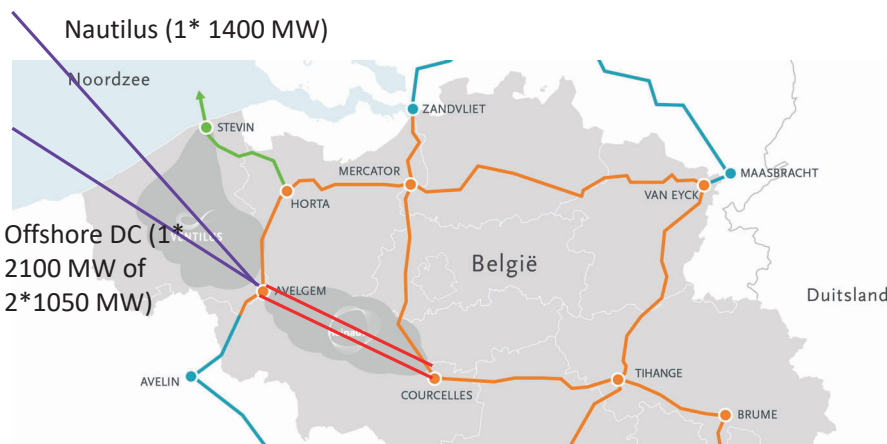 Nautilus (1* 1400 MW)
Noordzee
ZANDVLIET
STEVIN
MERCATOR
MAASBRACHT
VAN EYCK
HORTA
Offshore DC (1*
VENTILUS
2100 MW of
2*1050 MW)
België
AVELGEM
Duitsland
AVELIN
COURCELLES
TIHANGE
BRUME